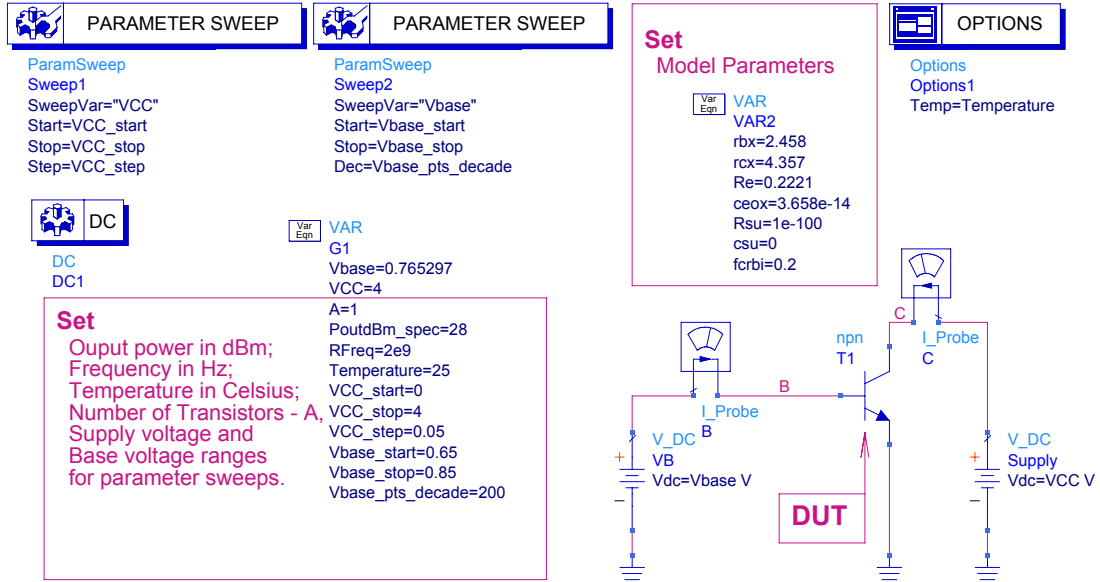 PARAMETER SWEEP
ParamSweep
Sweep1
SweepVar="VCC"
Start=VCC_start
Stop=VCC_stop
Step=VCC_step
PARAMETER SWEEP
ParamSweep
Sweep2
SweepVar="Vbase"
Start=Vbase_start
Stop=Vbase_stop
Dec=Vbase_pts_decade
Set
Model Parameters
Var
Eqn
VAR
VAR2
rbx=2.458
rcx=4.357
Re=0.2221
ceox=3.658e-14
Rsu=1e-100
csu=0
fcrbi=0.2
OPTIONS
Options
Options1
Temp=Temperature
DC
DC
DC1
Var
Eqn
VAR
G1
Vbase=0.765297
VCC=4
A=1
PoutdBm_spec=28
RFreq=2e9
Temperature=25
VCC_start=0
VCC_stop=4
VCC_step=0.05
Vbase_start=0.65
Vbase_stop=0.85
Vbase_pts_decade=200
Set
Ouput power in dBm;
Frequency in Hz;
Temperature in Celsius;
Number of Transistors - A,
Supply voltage and
Base voltage ranges
for parameter sweeps.
I_Probe
B
B
V_DC
VB
Vdc=Vbase V
+
–
npn
T1
DUT
C
I_Probe
C
V_DC
Supply
Vdc=VCC V
+
–